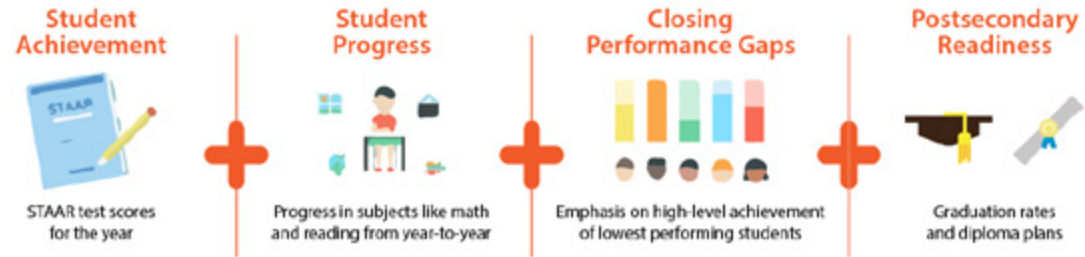 Student
Achievement
STAAR
STAAR test scores
for the year
Student
Progress
Progress in subjects like math
and reading from year-to-year
Closing
Performance Gaps
Emphasis on high-level achievement
of lowest performing students
Postsecondary
Readiness
Graduation rates
and diploma plans